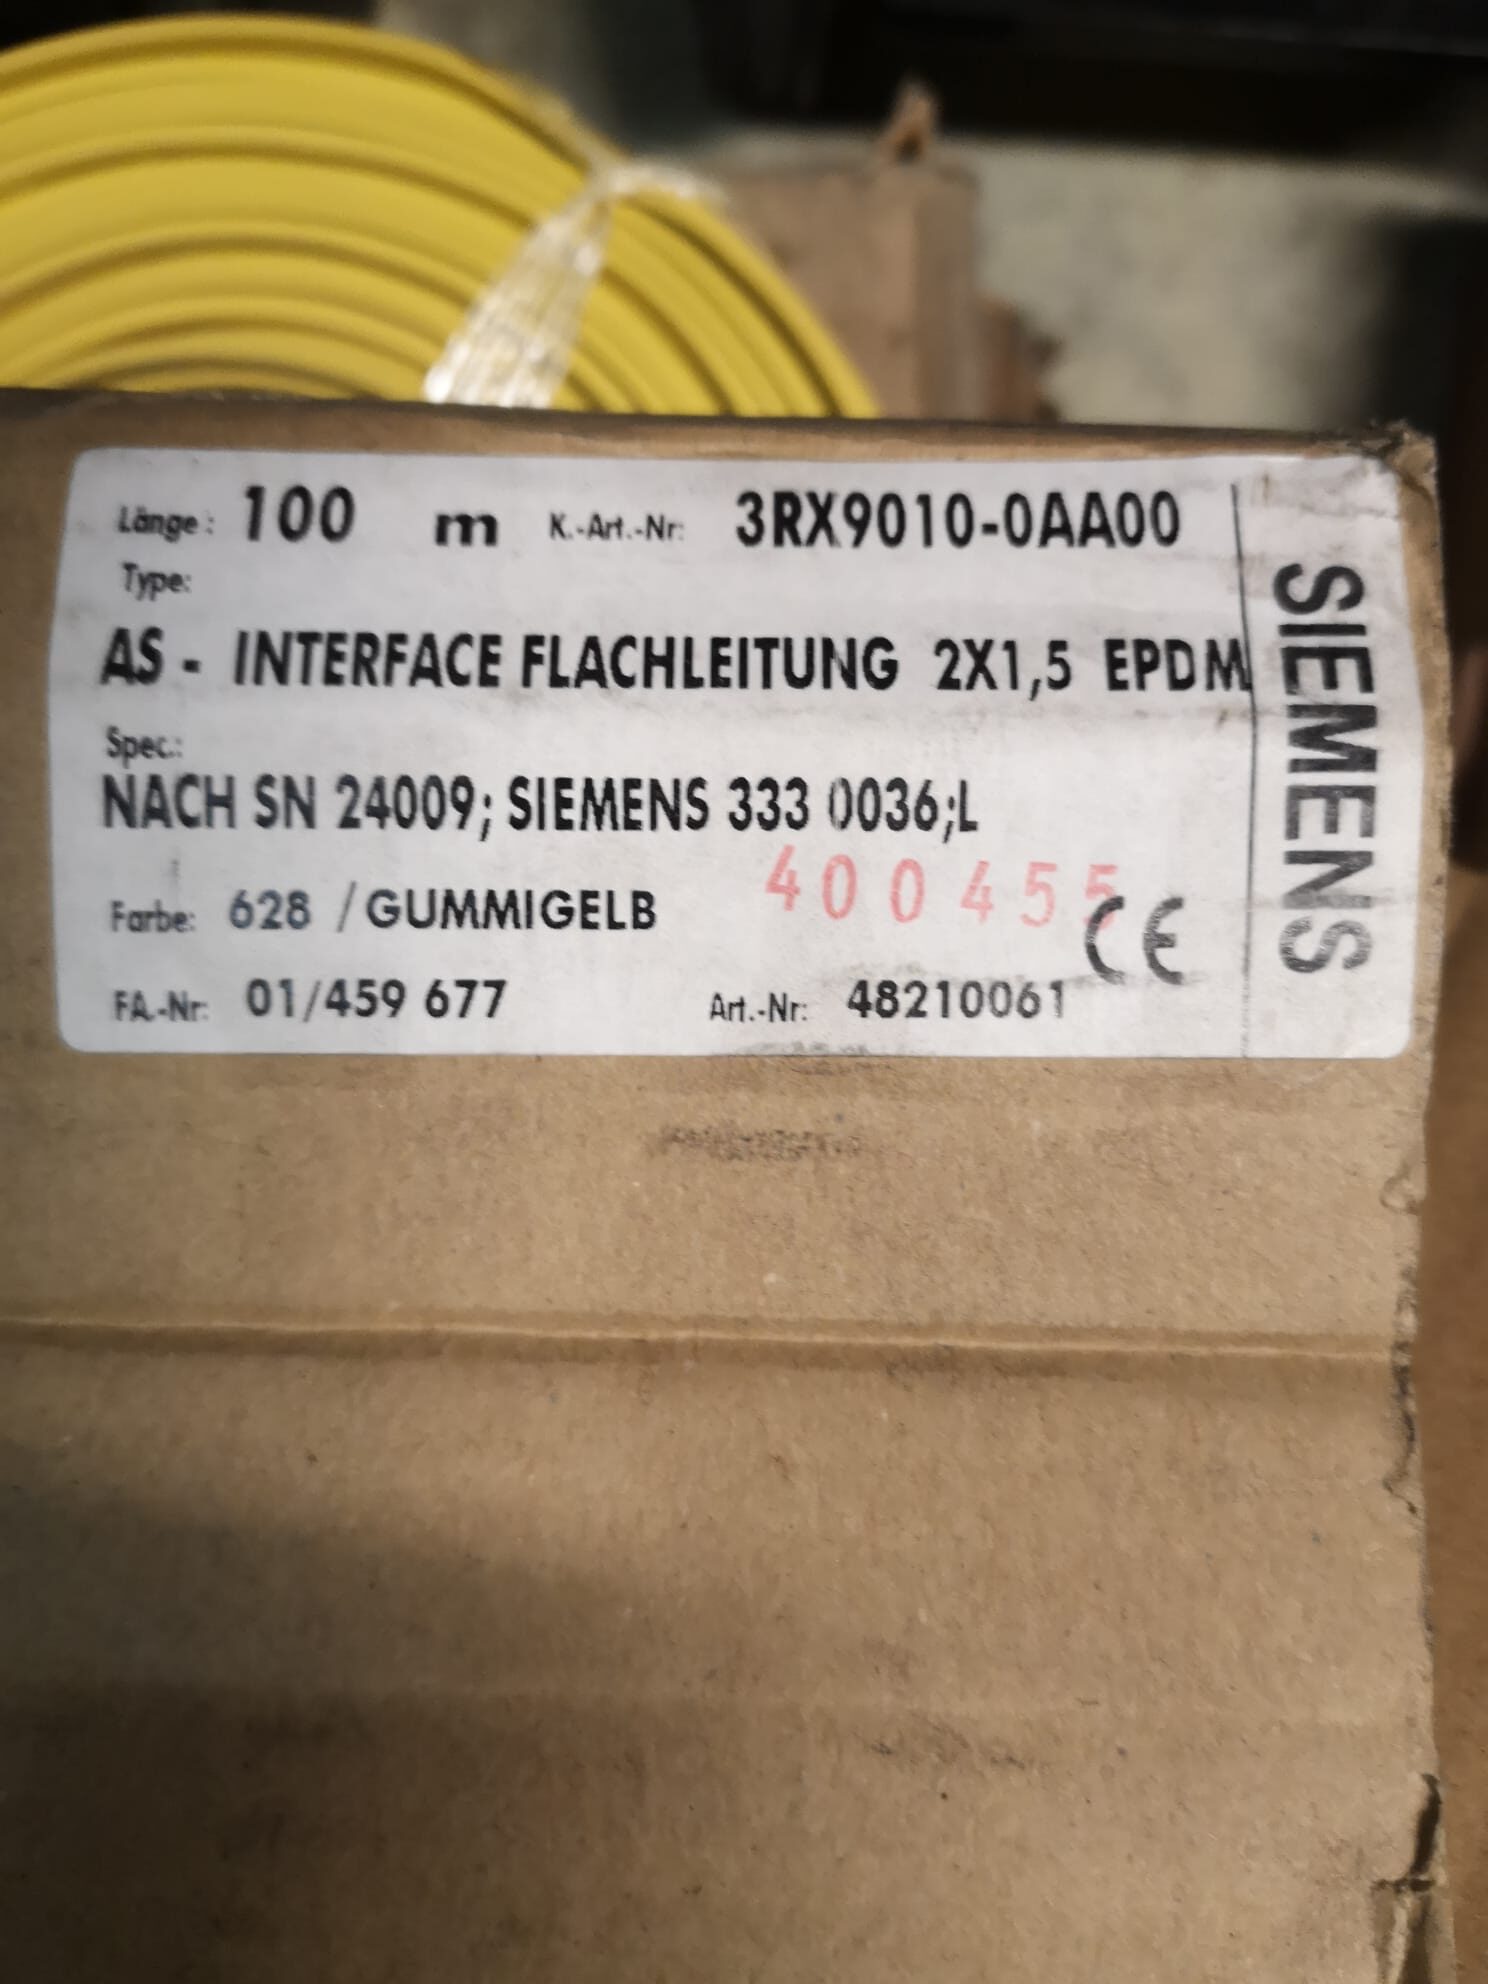 Länge: 100 m K.-Art.-Nr: 3RX9010-0AA00
Type:
AS - INTERFACE FLACHLEITUNG 2X1,5 EPDM
Spec.:
NACH SN 24009; SIEMENS 333 0036;L
400455
Farbe: 628 / GUMMIGELB
CE
FA.-Nr: 01/459 677 Art.-Nr: 48210061
SIEMENS